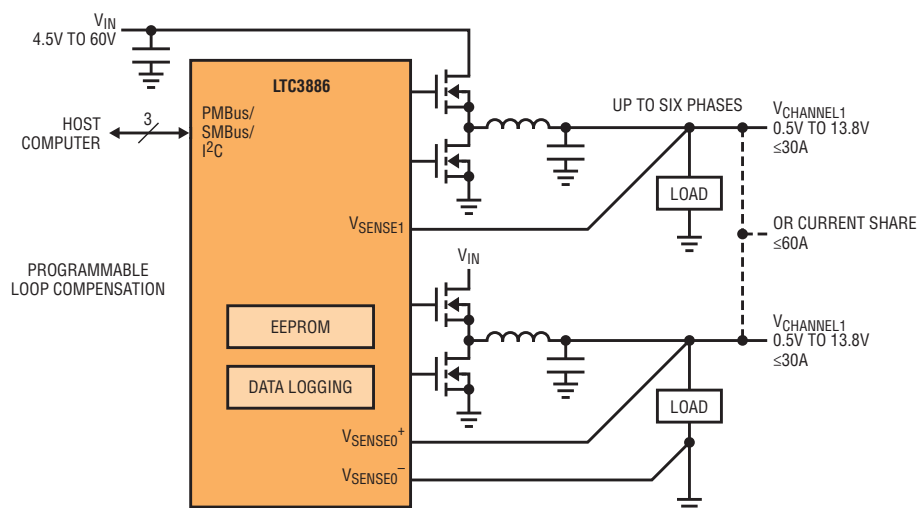 VIN
4.5V TO 60V
LTC3886
PMBus/
SMBus/
I²C
HOST
COMPUTER
3
UP TO SIX PHASES
VCHANNEL1
0.5V TO 13.8V
≤30A
LOAD
VSENSE1
OR CURRENT SHARE
≤60A
VIN
PROGRAMMABLE
LOOP COMPENSATION
EEPROM
DATA LOGGING
VCHANNEL1
0.5V TO 13.8V
≤30A
LOAD
VSENSE0+
VSENSE0–